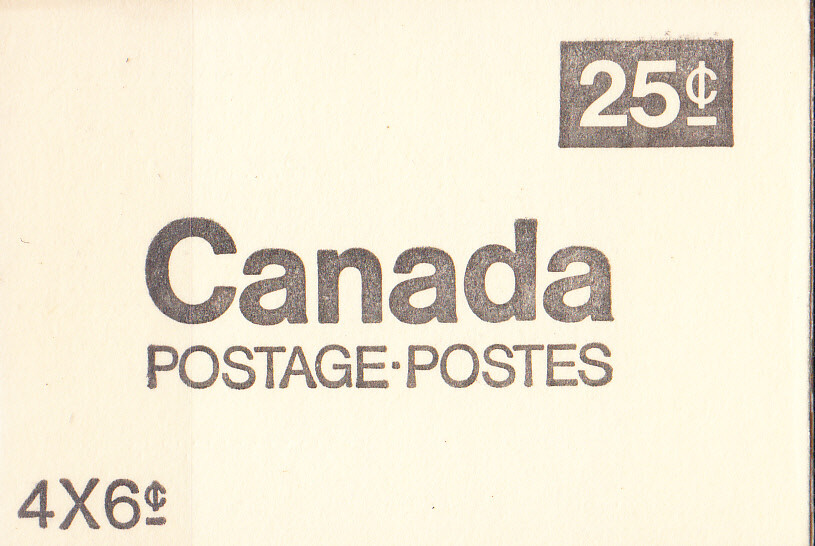 25¢
Canada
POSTAGE·POSTES
4X6¢